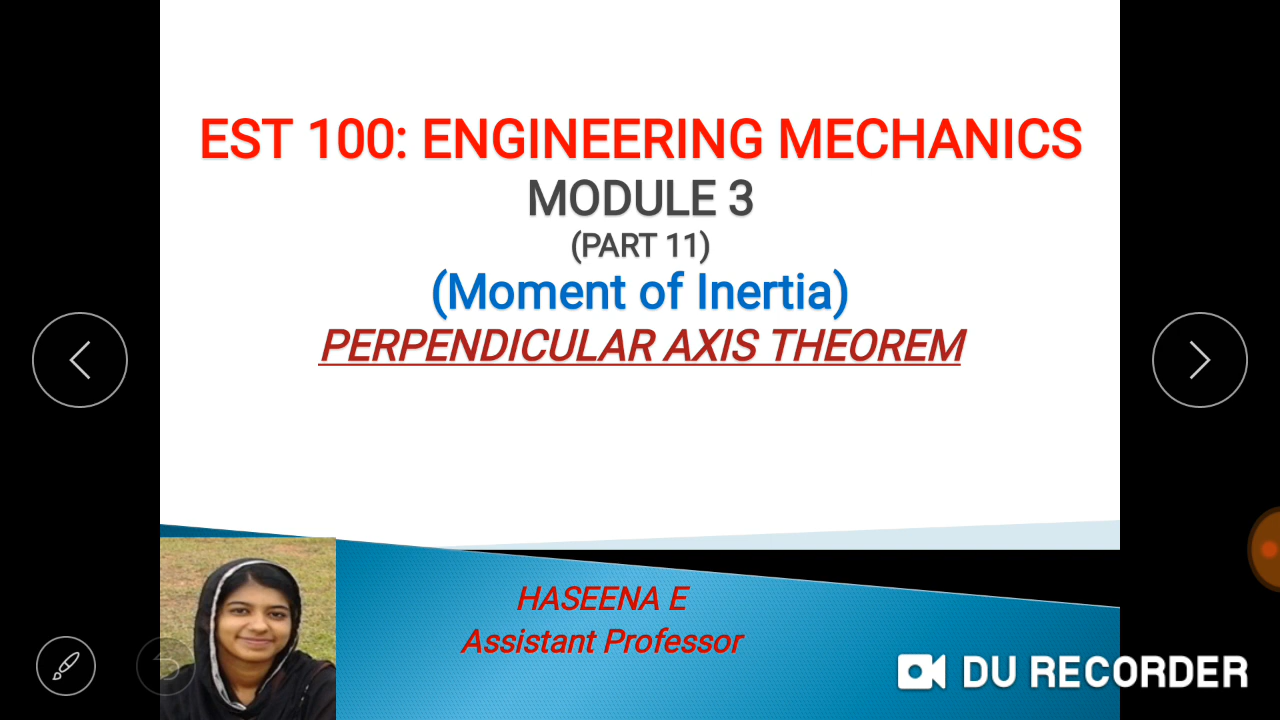 EST 100: ENGINEERING MECHANICS
MODULE 3
(PART 11)
(Moment of Inertia)
PERPENDICULAR AXIS THEOREM
HASEENA E
Assistant Professor
DU RECORDER